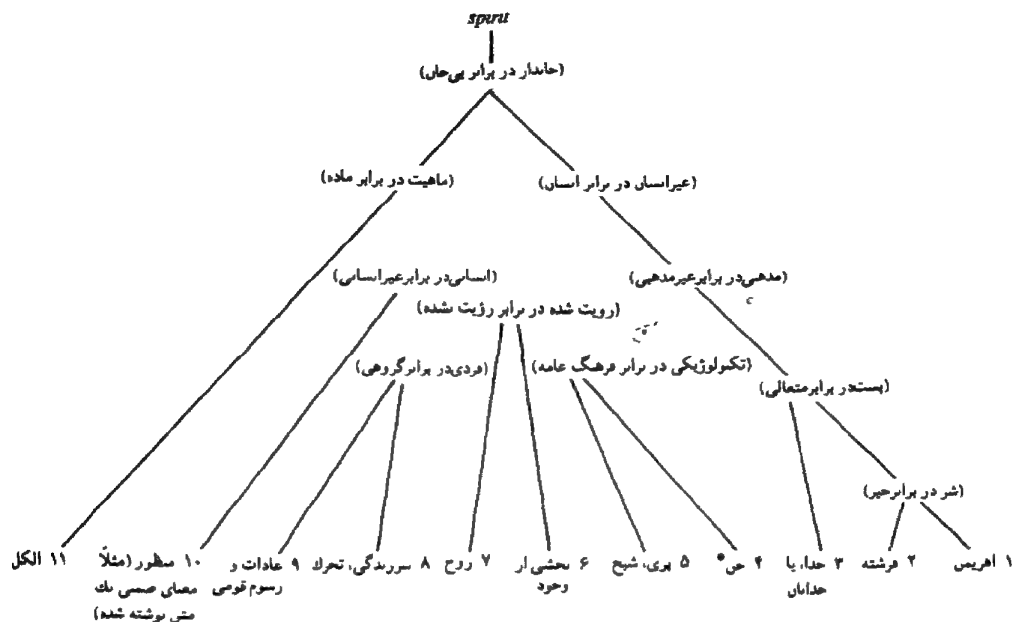 spirit
(جاندار در برابر بی‌جان)
(ماهیت در برابر ماده)
(غیرانسان در برابر انسان)
(انسانی در برابر غیرانسانی)
(مذهبی در برابر غیرمذهبی)
(رویت شده در برابر رؤیت نشده)
(فردی در برابر گروهی)
(تکنولوژیکی در برابر فرهنگ عامه)
(پست در برابر متعالی)
(شر در برابر خیر)
۱ اهریمن
۲ فرشته
۳ خدا، یا
خدایان
۴ جن*
۵ پری، شبح
۶ بخشی از
وجود
۷ روح
۸ سرزندگی، تحرك
۹ عادات و
رسوم قومی
۱۰ منظور (مثلاً
معنای ضمنی یك
متن نوشته شده)
۱۱ الکل